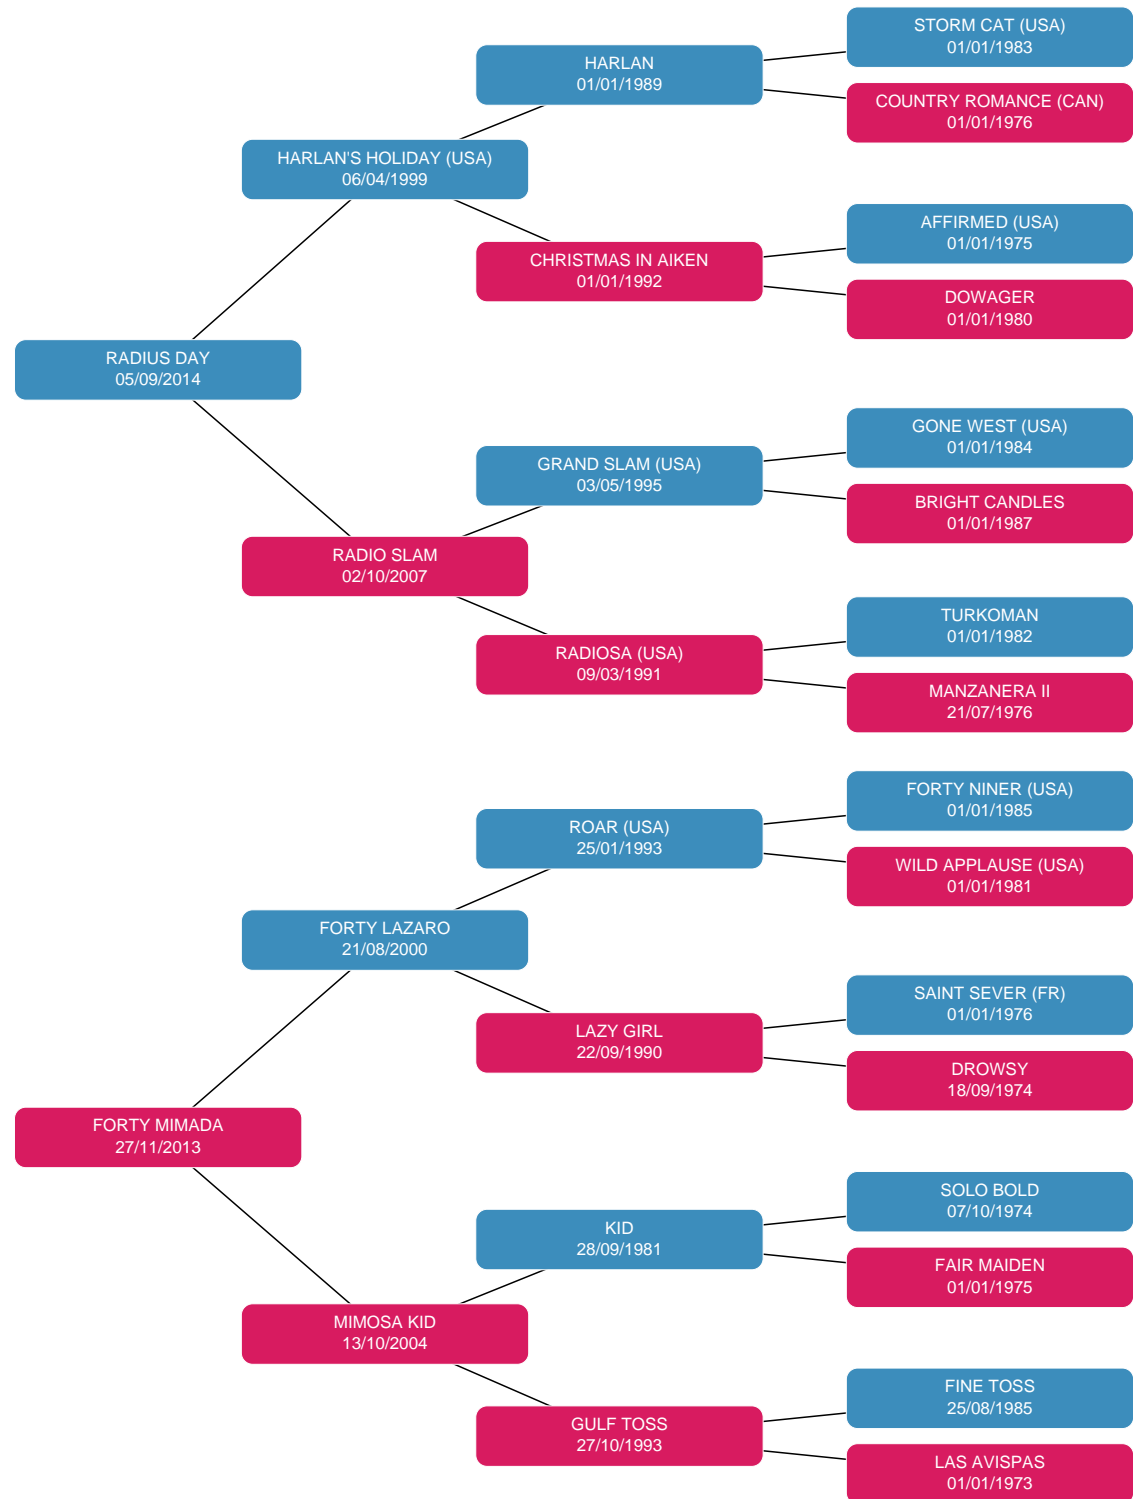 STORM CAT (USA)
01/01/1983
HARLAN
01/01/1989
COUNTRY ROMANCE (CAN)
01/01/1976
HARLAN'S HOLIDAY (USA)
06/04/1999
AFFIRMED (USA)
01/01/1975
CHRISTMAS IN AIKEN
01/01/1992
DOWAGER
01/01/1980
RADIUS DAY
05/09/2014
GONE WEST (USA)
01/01/1984
GRAND SLAM (USA)
03/05/1995
BRIGHT CANDLES
01/01/1987
RADIO SLAM
02/10/2007
TURKOMAN
01/01/1982
RADIOSA (USA)
09/03/1991
MANZANERA II
21/07/1976
FORTY NINER (USA)
01/01/1985
ROAR (USA)
25/01/1993
WILD APPLAUSE (USA)
01/01/1981
FORTY LAZARO
21/08/2000
SAINT SEVER (FR)
01/01/1976
LAZY GIRL
22/09/1990
DROWSY
18/09/1974
FORTY MIMADA
27/11/2013
SOLO BOLD
07/10/1974
KID
28/09/1981
FAIR MAIDEN
01/01/1975
MIMOSA KID
13/10/2004
FINE TOSS
25/08/1985
GULF TOSS
27/10/1993
LAS AVISPAS
01/01/1973